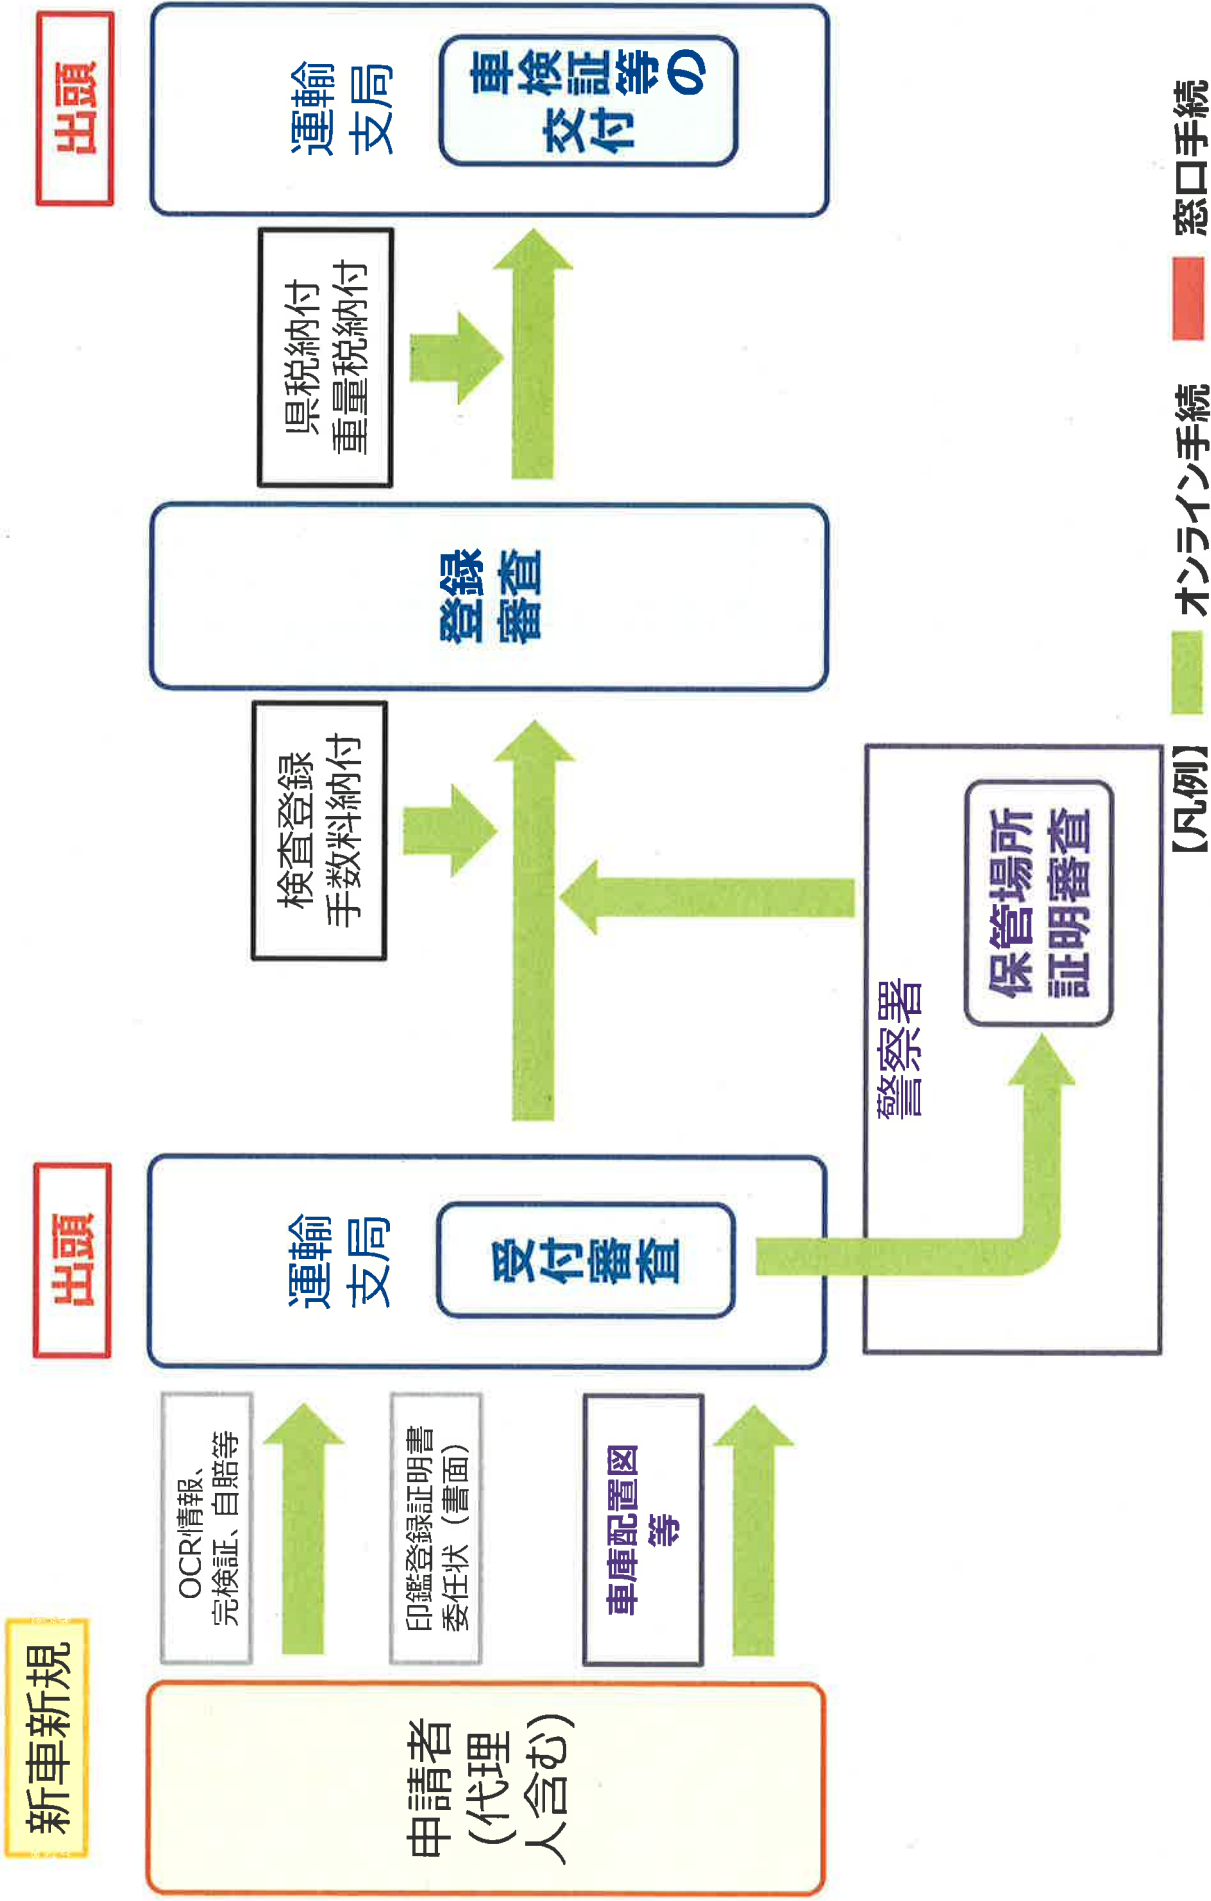 新車新規
申請者
（代理
人含む）
OCR情報、
完検証、自賠等
印鑑登録証明書
委任状（書面）
車庫配置図
等
出頭
運輸
支局
受付審査
警察署
保管場所
証明審査
検査登録
手数料納付
登録
審査
県税納付
重量税納付
出頭
運輸
支局
車検証等の
交付
【凡例】 オンライン手続 窓口手続